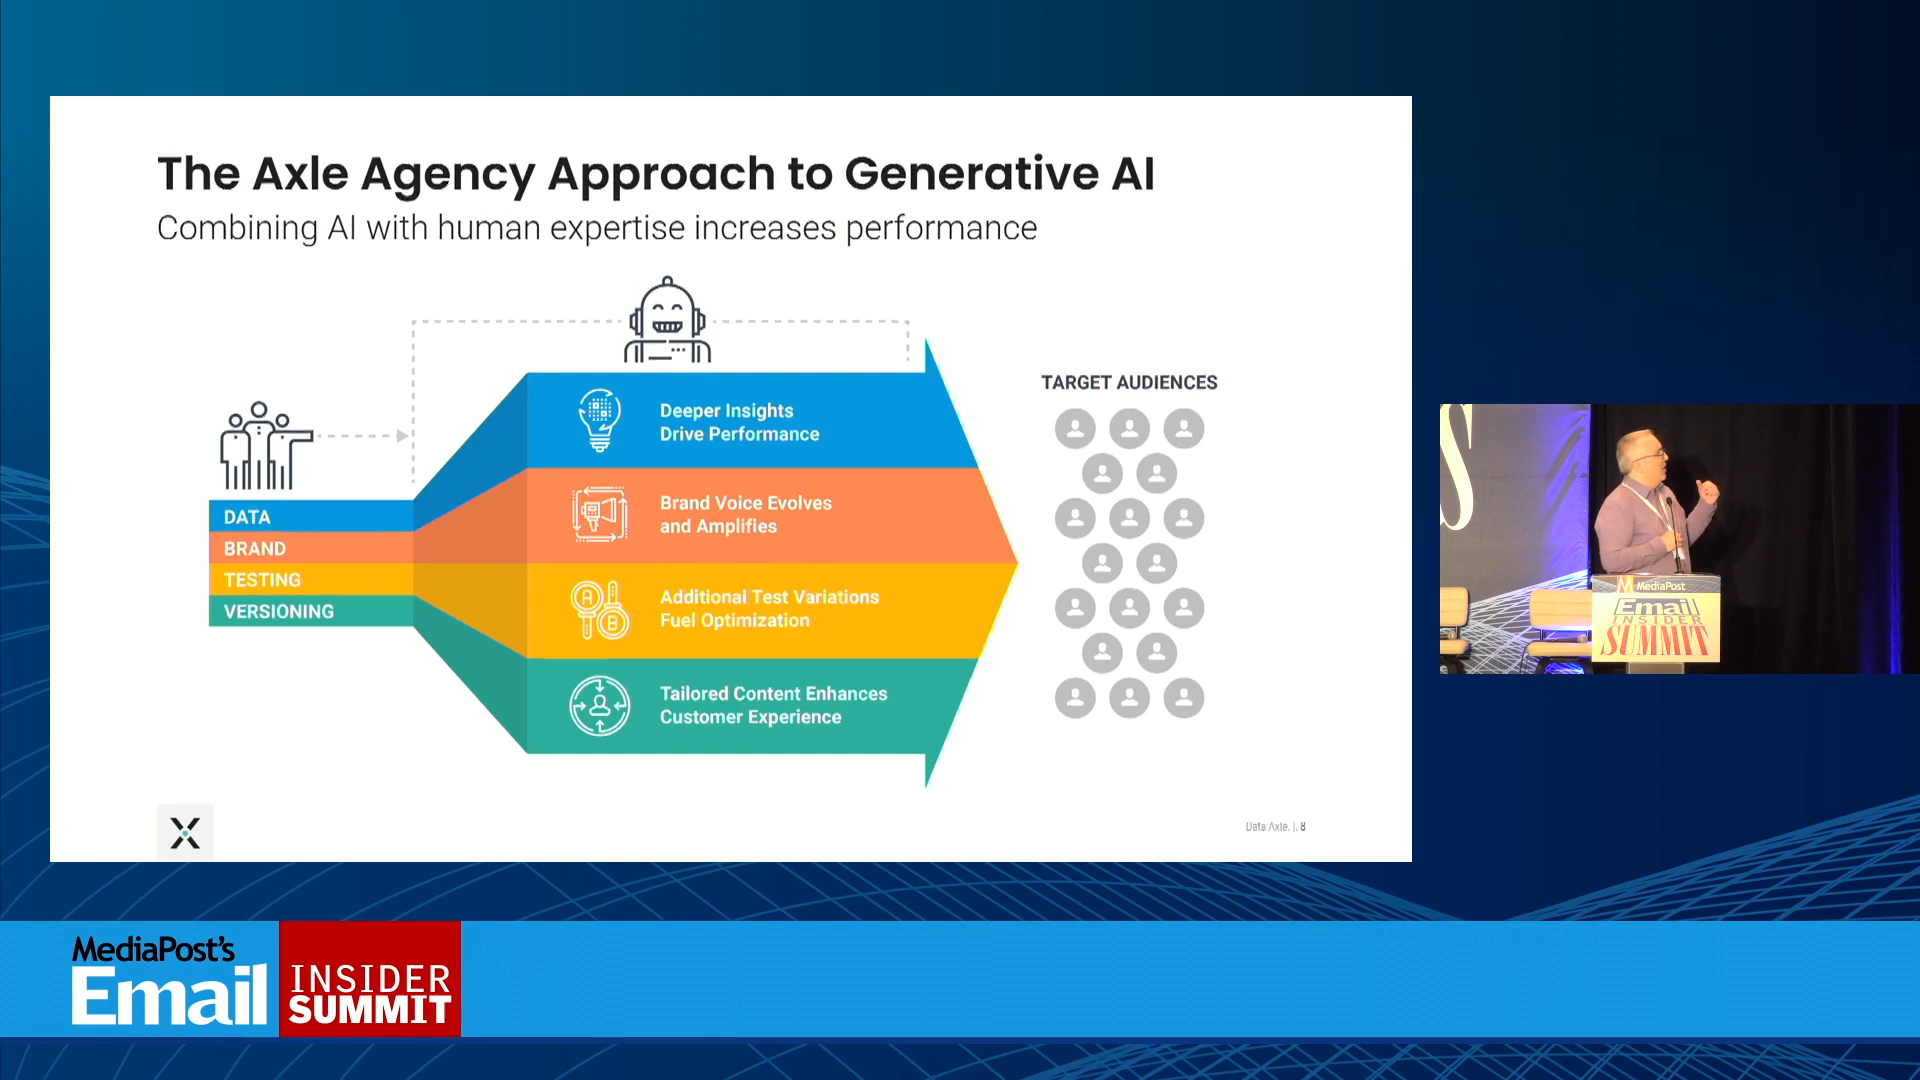 The Axle Agency Approach to Generative AI
Combining AI with human expertise increases performance
DATA
BRAND
TESTING
VERSIONING
Deeper Insights
Drive Performance
Brand Voice Evolves
and Amplifies
A
B
Additional Test Variations
Fuel Optimization
Tailored Content Enhances
Customer Experience
TARGET AUDIENCES
Data Axle. | 8
S
MediaPost
Email
INSIDER
SUMMIT
MediaPost's
Email
INSIDER
SUMMIT